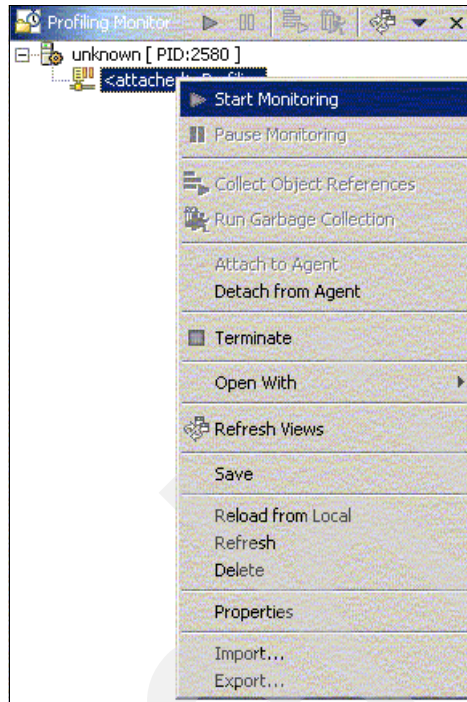 Profiling Monitor
unknown [ PID:2580 ]
<attached>
Start Monitoring
Pause Monitoring
Collect Object References
Run Garbage Collection
Attach to Agent
Detach from Agent
Terminate
Open With
Refresh Views
Save
Reload from Local
Refresh
Delete
Properties
Import...
Export...